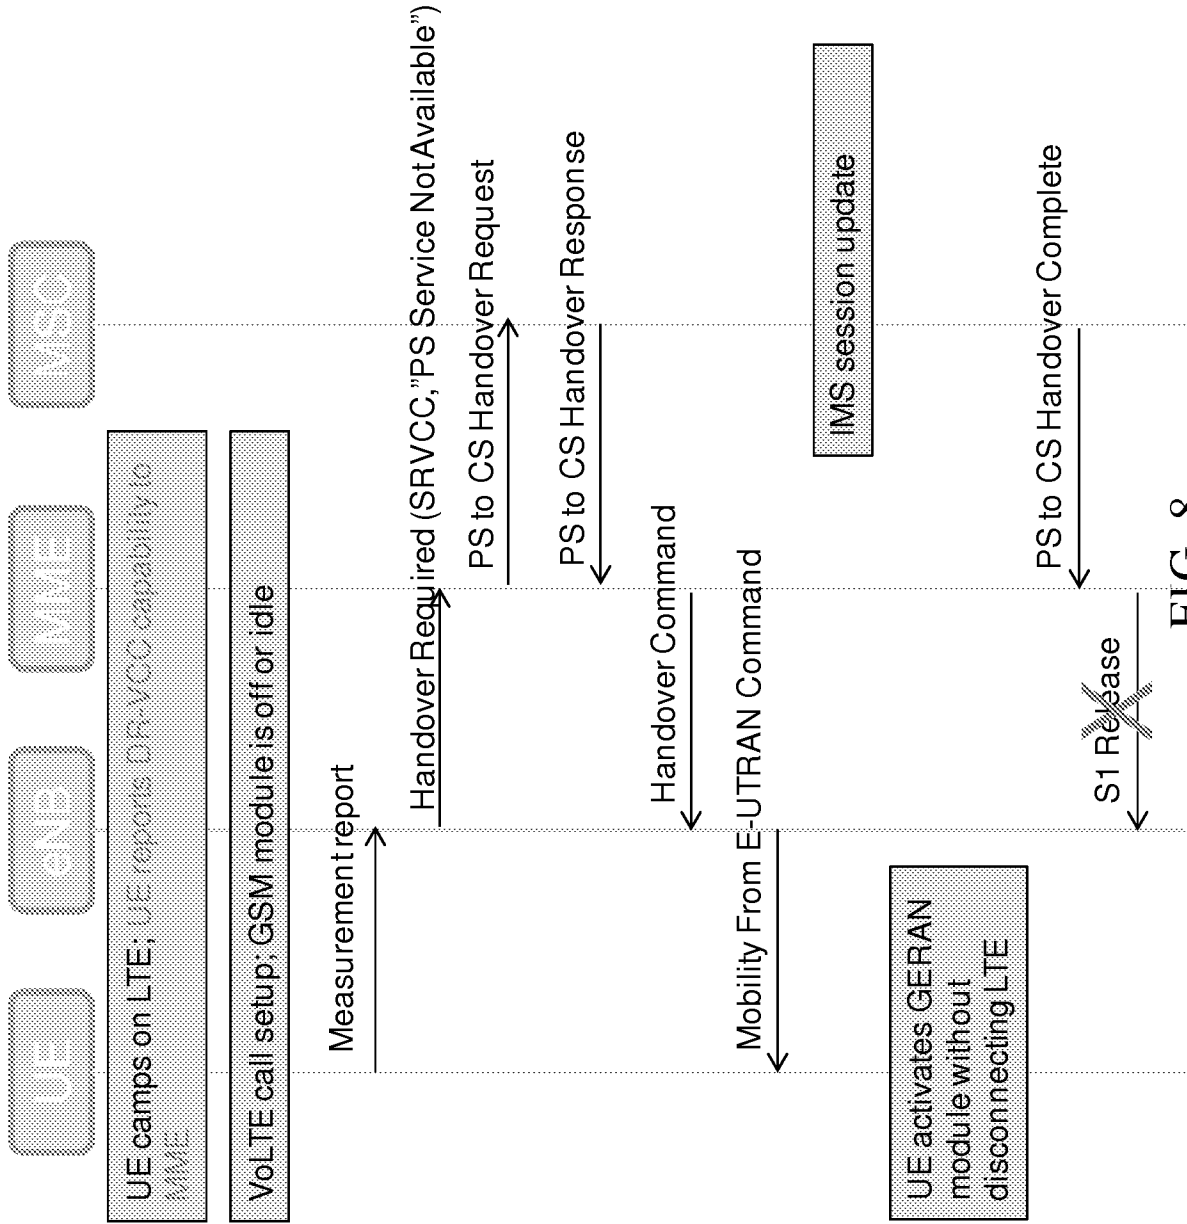 UE
eNB
MME
MSC
UE camps on LTE; UE reports DR-VCC capability to
MME
VoLTE call setup; GSM module is off or idle
Measurement report
Handover Required (SRVCC,"PS Service Not Available")
PS to CS Handover Request
PS to CS Handover Response
Handover Command
Mobility From E-UTRAN Command
IMS session update
UE activates GERAN
module without
disconnecting LTE
PS to CS Handover Complete
S1 Release
FIG. 8